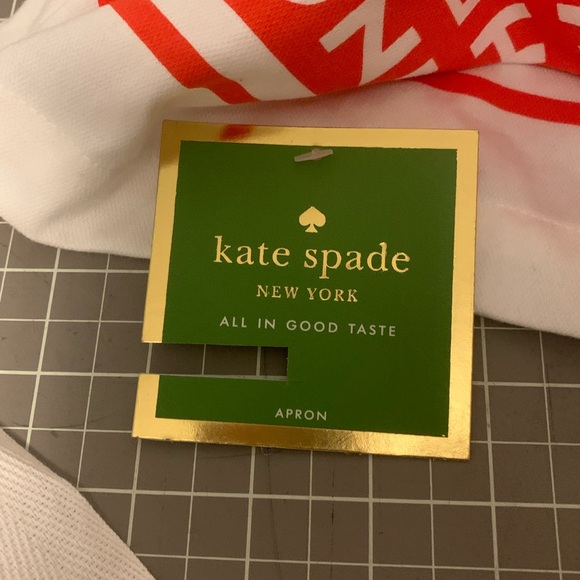 kate spade
NEW YORK
ALL IN GOOD TASTE
APRON